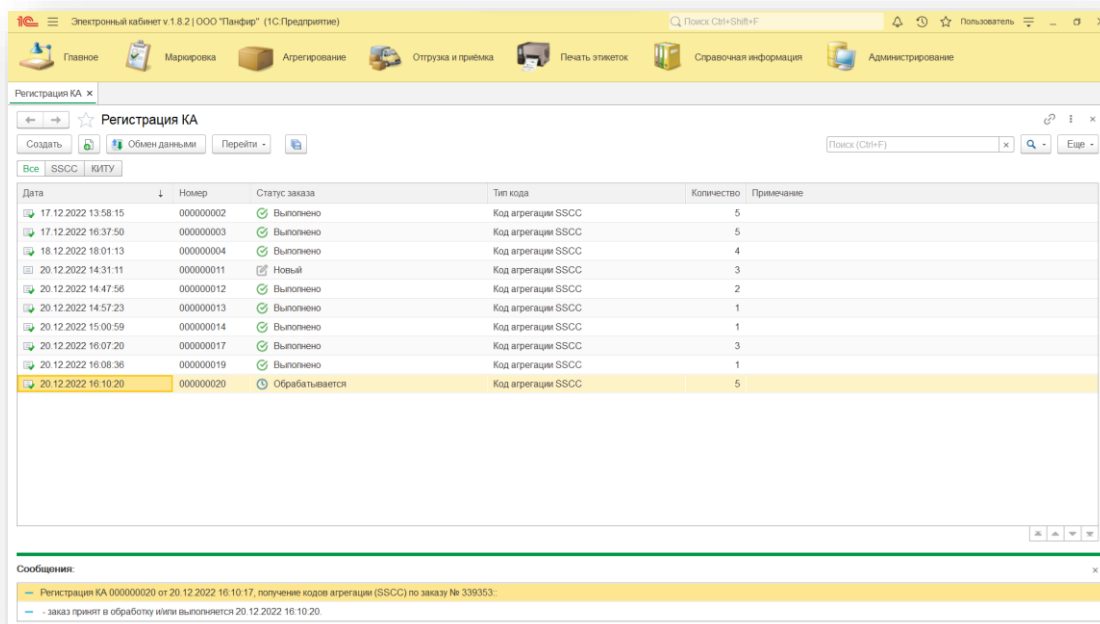 1С Электронный кабинет v.1.8.2 | ООО "Панфир" (1С:Предприятие) Поиск Ctrl+Shift+F Пользователь
Главное Маркировка Агрегирование Отгрузка и приёмка Печать этикеток Справочная информация Администрирование
Регистрация КА ×
Регистрация КА
Создать Обмен данными Перейти Поиск (Ctrl+F) × Еще
Все SSCC КИТУ
Дата ↓ Номер Статус заказа Тип кода Количество Примечание
17.12.2022 13:58:15 000000002 Выполнено Код агрегации SSCC 5
17.12.2022 16:37:50 000000003 Выполнено Код агрегации SSCC 5
18.12.2022 18:01:13 000000004 Выполнено Код агрегации SSCC 4
20.12.2022 14:31:11 000000011 Новый Код агрегации SSCC 3
20.12.2022 14:47:56 000000012 Выполнено Код агрегации SSCC 2
20.12.2022 14:57:23 000000013 Выполнено Код агрегации SSCC 1
20.12.2022 15:00:59 000000014 Выполнено Код агрегации SSCC 1
20.12.2022 16:07:20 000000017 Выполнено Код агрегации SSCC 3
20.12.2022 16:08:36 000000019 Выполнено Код агрегации SSCC 1
20.12.2022 16:10:20 000000020 Обрабатывается Код агрегации SSCC 5
Сообщения:
Регистрация КА 000000020 от 20.12.2022 16:10:17, получение кодов агрегации (SSCC) по заказу № 339353::
- заказ принят в обработку и/или выполняется 20.12.2022 16:10:20.